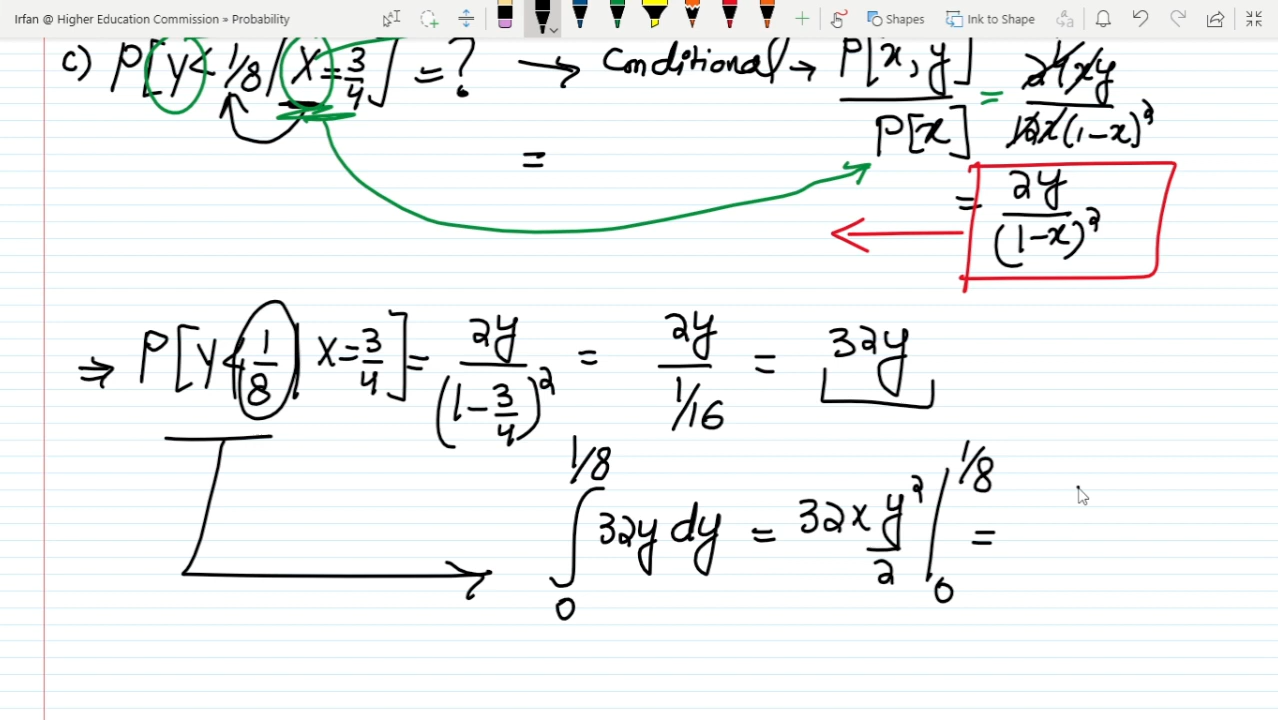 Irfan @ Higher Education Commission » Probability
Shapes Ink to Shape
c) P[Y < 1/8 | X = 3/4] = ? → Conditional → P[x, y] / P[x] = 24xy / 12x(1-x)²
=
= 2y / (1-x)²
⇒ P[Y < 1/8 | X = 3/4] = 2y / (1 - 3/4)² = 2y / 1/16 = 32y
∫₀^1/8 32y dy = 32 x y²/2 |₀^1/8 =